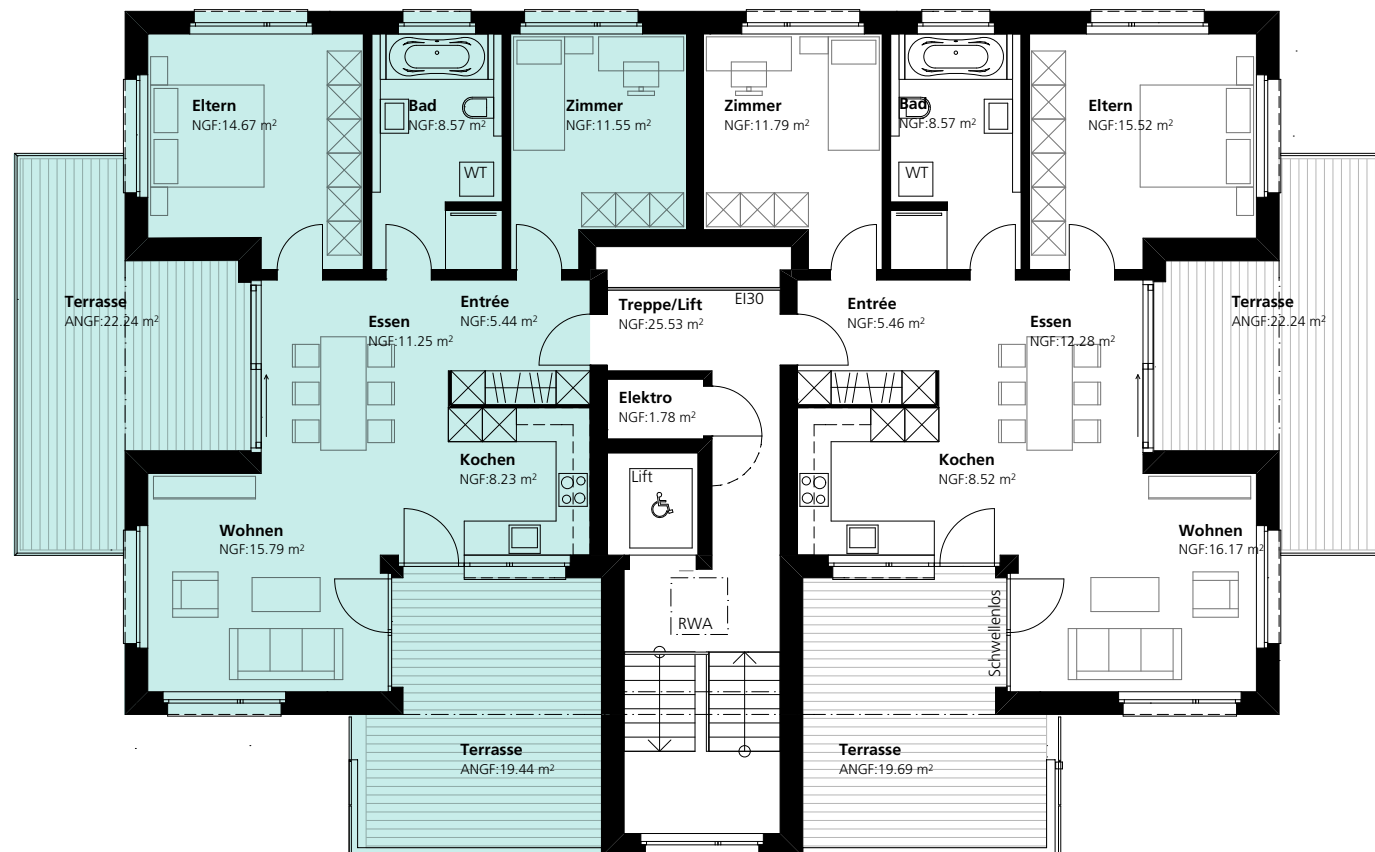 Eltern
NGF:14.67 m²
Bad
NGF:8.57 m²
Zimmer
NGF:11.55 m²
Zimmer
NGF:11.79 m²
Bad
NGF:8.57 m²
Eltern
NGF:15.52 m²
WT
WT
Terrasse
ANGF:22.24 m²
Essen
NGF:11.25 m²
Entrée
NGF:5.44 m²
Treppe/Lift
NGF:25.53 m²
EI30
Entrée
NGF:5.46 m²
Essen
NGF:12.28 m²
Terrasse
ANGF:22.24 m²
Elektro
NGF:1.78 m²
Kochen
NGF:8.23 m²
Lift
Kochen
NGF:8.52 m²
Wohnen
NGF:15.79 m²
Wohnen
NGF:16.17 m²
RWA
Schwellenlos
Terrasse
ANGF:19.44 m²
Terrasse
ANGF:19.69 m²